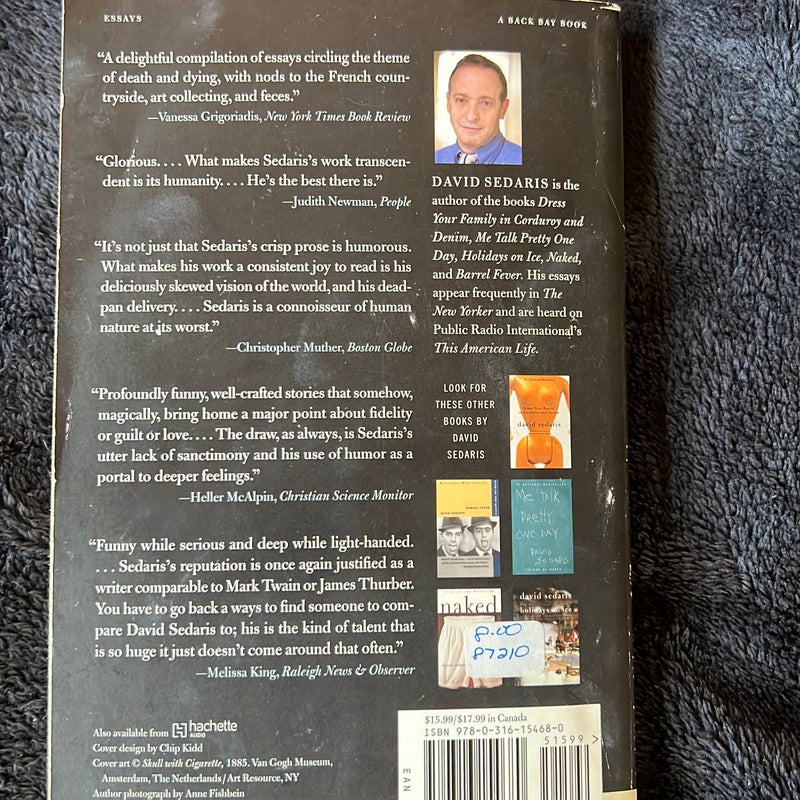 ESSAYS
A BACK BAY BOOK
“A delightful compilation of essays circling the theme
of death and dying, with nods to the French coun-
tryside, art collecting, and feces.”
—Vanessa Grigoriadis, New York Times Book Review
“Glorious. . . . What makes Sedaris’s work transcen-
dent is its humanity. . . . He’s the best there is.”
—Judith Newman, People
“It’s not just that Sedaris’s crisp prose is humorous.
What makes his work a consistent joy to read is his
deliciously skewed vision of the world, and his dead-
pan delivery. . . . Sedaris is a connoisseur of human
nature at its worst.”
—Christopher Muther, Boston Globe
“Profoundly funny, well-crafted stories that somehow,
magically, bring home a major point about fidelity
or guilt or love. . . . The draw, as always, is Sedaris’s
utter lack of sanctimony and his use of humor as a
portal to deeper feelings.”
—Heller McAlpin, Christian Science Monitor
“Funny while serious and deep while light-handed.
. . . Sedaris’s reputation is once again justified as a
writer comparable to Mark Twain or James Thurber.
You have to go back a ways to find someone to com-
pare David Sedaris to; his is the kind of talent that
is so huge it just doesn’t come around that often.”
—Melissa King, Raleigh News & Observer
Also available from hachette
AUDIO
Cover design by Chip Kidd
Cover art © Skull with Cigarette, 1885. Van Gogh Museum,
Amsterdam, The Netherlands / Art Resource, NY
Author photograph by Anne Fishbein
DAVID SEDARIS is the
author of the books Dress
Your Family in Corduroy and
Denim, Me Talk Pretty One
Day, Holidays on Ice, Naked,
and Barrel Fever. His essays
appear frequently in The
New Yorker and are heard on
Public Radio International’s
This American Life.
LOOK FOR
THESE OTHER
BOOKS BY
DAVID
SEDARIS
david sedaris
DAVID SEDARIS
BARREL FEVER
Me TALK
PReTTY
ONe DAY
DAVID
SeDARIS
naked
david sedaris
holidays on ice
8.00
87210
$15.99/$17.99 in Canada
ISBN 978-0-316-15468-0
51599 >
EAN